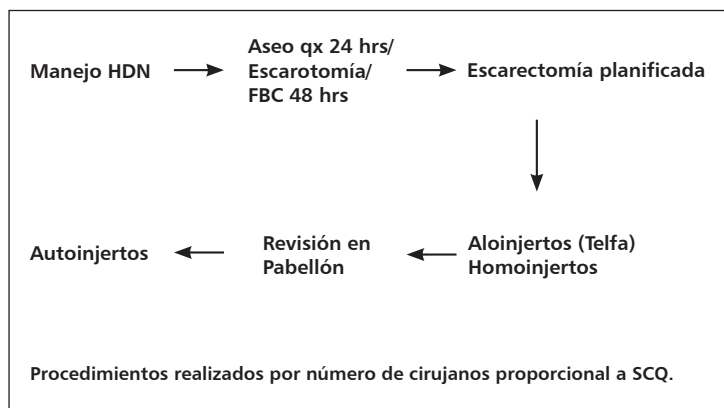 Manejo HDN
Aseo qx 24 hrs/
Escarotomía/
FBC 48 hrs
Escarectomía planificada
Autoinjertos
Revisión en
Pabellón
Aloinjertos (Telfa)
Homoinjertos
Procedimientos realizados por número de cirujanos proporcional a SCQ.